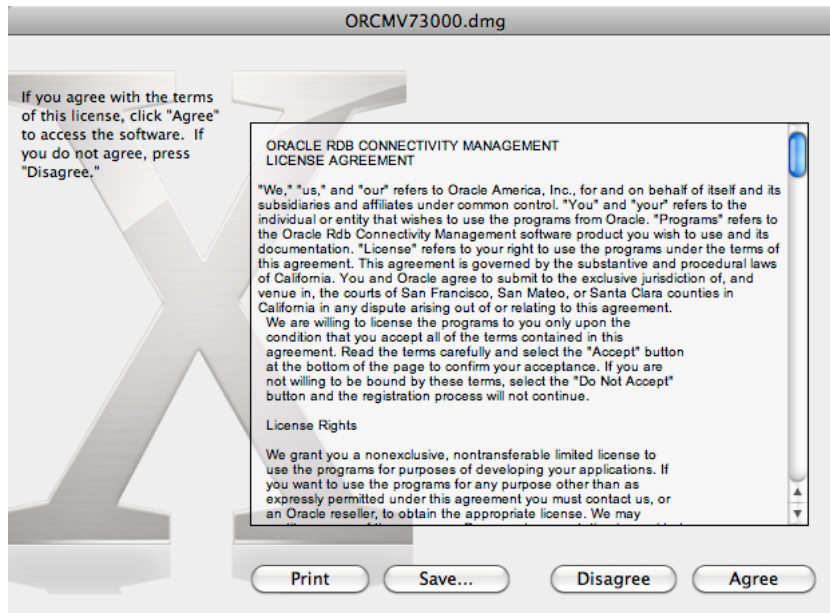 ORCMV73000.dmg
If you agree with the terms
of this license, click "Agree"
to access the software.  If
you do not agree, press
"Disagree."
ORACLE RDB CONNECTIVITY MANAGEMENT
LICENSE AGREEMENT
"We," "us," and "our" refers to Oracle America, Inc., for and on behalf of itself and its
subsidiaries and affiliates under common control. "You" and "your" refers to the
individual or entity that wishes to use the programs from Oracle. "Programs" refers to
the Oracle Rdb Connectivity Management software product you wish to use and its
documentation. "License" refers to your right to use the programs under the terms of
this agreement. This agreement is governed by the substantive and procedural laws
of California. You and Oracle agree to submit to the exclusive jurisdiction of, and
venue in, the courts of San Francisco, San Mateo, or Santa Clara counties in
California in any dispute arising out of or relating to this agreement.
We are willing to license the programs to you only upon the
condition that you accept all of the terms contained in this
agreement. Read the terms carefully and select the "Accept" button
at the bottom of the page to confirm your acceptance. If you are
not willing to be bound by these terms, select the "Do Not Accept"
button and the registration process will not continue.
License Rights
We grant you a nonexclusive, nontransferable limited license to
use the programs for purposes of developing your applications. If
you want to use the programs for any purpose other than as
expressly permitted under this agreement you must contact us, or
an Oracle reseller, to obtain the appropriate license. We may
Print
Save...
Disagree
Agree